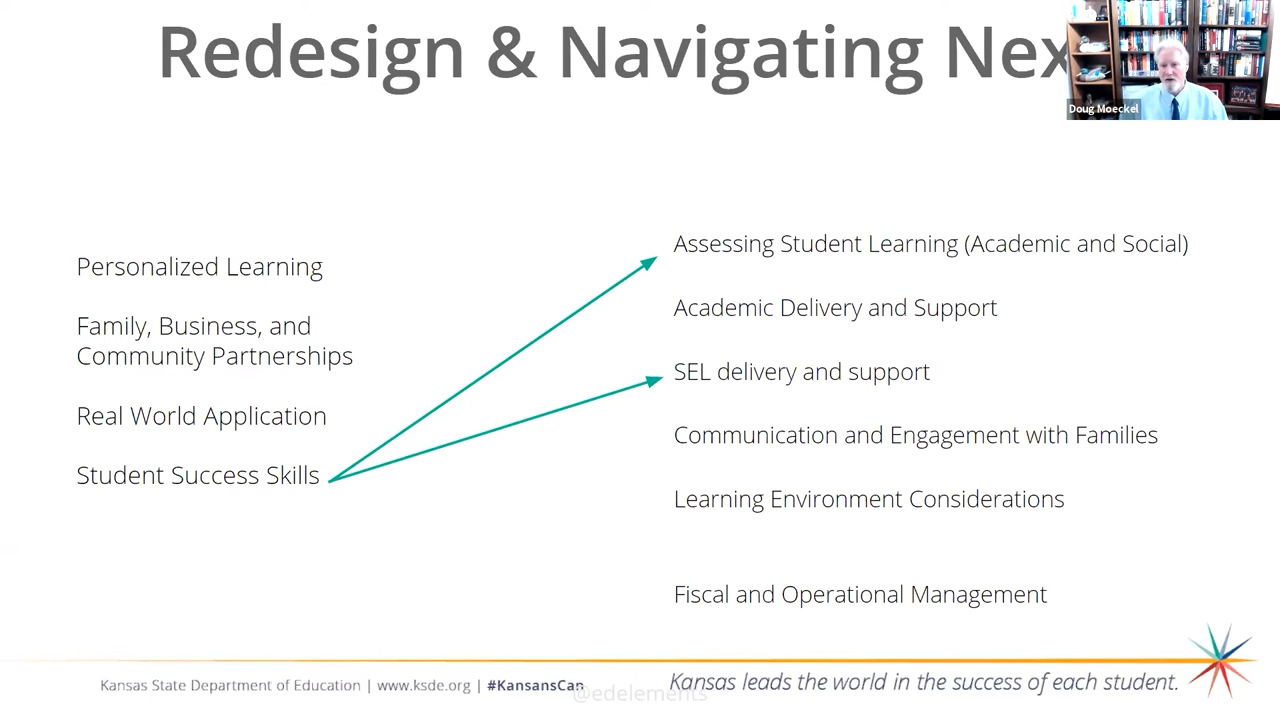 Redesign & Navigating Nex
Doug Moeckel
Personalized Learning
Family, Business, and
Community Partnerships
Real World Application
Student Success Skills
Assessing Student Learning (Academic and Social)
Academic Delivery and Support
SEL delivery and support
Communication and Engagement with Families
Learning Environment Considerations
Fiscal and Operational Management
Kansas State Department of Education | www.ksde.org | #KansansCan
@edelements
Kansas leads the world in the success of each student.